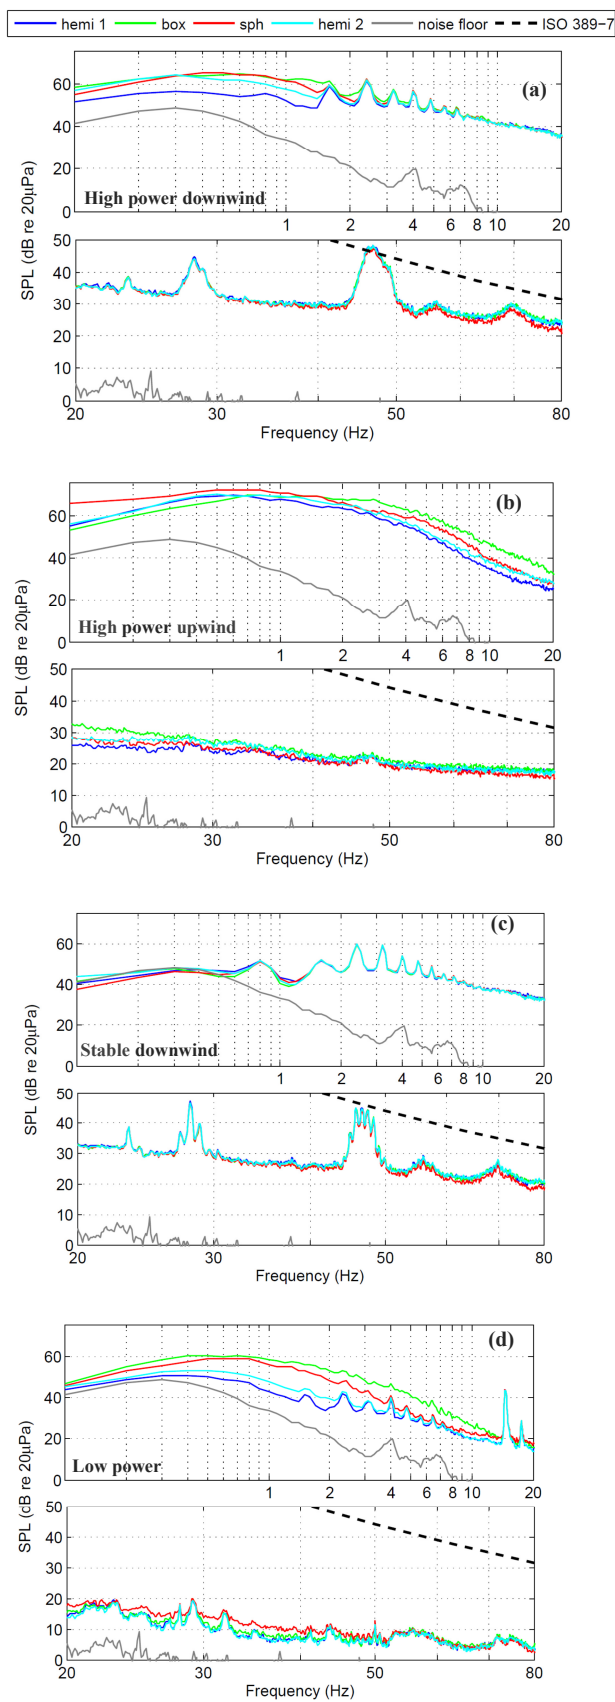 hemi 1 box sph hemi 2 noise floor ISO 389−7
60
40
20
0
(a)
High power downwind
1 2 3 4 6 8 10 20
SPL (dB re 20µPa)
50
40
30
20
10
0
20 30 50 80
Frequency (Hz)
60
40
20
0
(b)
High power upwind
1 2 4 6 8 10 20
SPL (dB re 20µPa)
50
40
30
20
10
0
20 30 50 80
Frequency (Hz)
60
40
20
0
(c)
Stable downwind
1 2 4 6 8 10 20
SPL (dB re 20µPa)
50
40
30
20
10
0
20 30 50 80
Frequency (Hz)
60
40
20
0
(d)
Low power
1 2 4 6 8 10 20
SPL (dB re 20µPa)
50
40
30
20
10
0
20 30 50 80
Frequency (Hz)